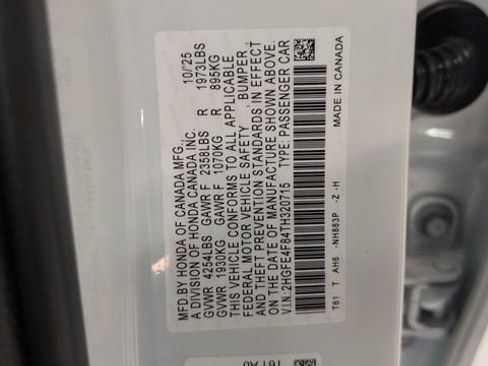 MFD.BY HONDA OF CANADA MFG. 10/'25
A DIVISION OF HONDA CANADA INC.
GVWR 4254LBS GAWR F 2358LBS R 1973LBS
GVWR 1930KG GAWR F 1070KG R 895KG
THIS VEHICLE CONFORMS TO ALL APPLICABLE
FEDERAL MOTOR VEHICLE SAFETY, BUMPER,
AND THEFT PREVENTION STANDARDS IN EFFECT
ON THE DATE OF MANUFACTURE SHOWN ABOVE.
V.I.N. 2HGFE4F84TH320715 TYPE: PASSENGER CAR
T61 T AH6 -NH883P -Z -H MADE IN CANADA